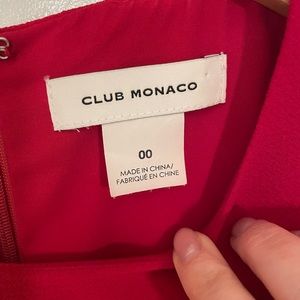 CLUB MONACO
00
MADE IN CHINA/
FABRIQUÉ EN CHINE